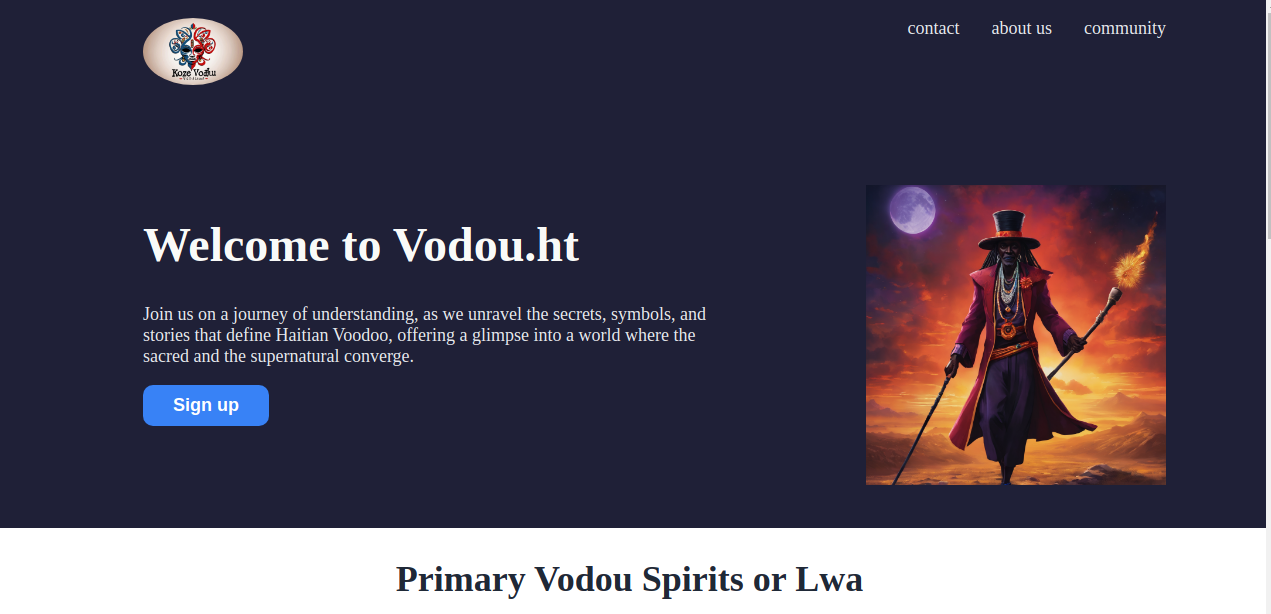 Koze Vodku
contact about us community
Welcome to Vodou.ht
Join us on a journey of understanding, as we unravel the secrets, symbols, and
stories that define Haitian Voodoo, offering a glimpse into a world where the
sacred and the supernatural converge.
Sign up
Primary Vodou Spirits or Lwa